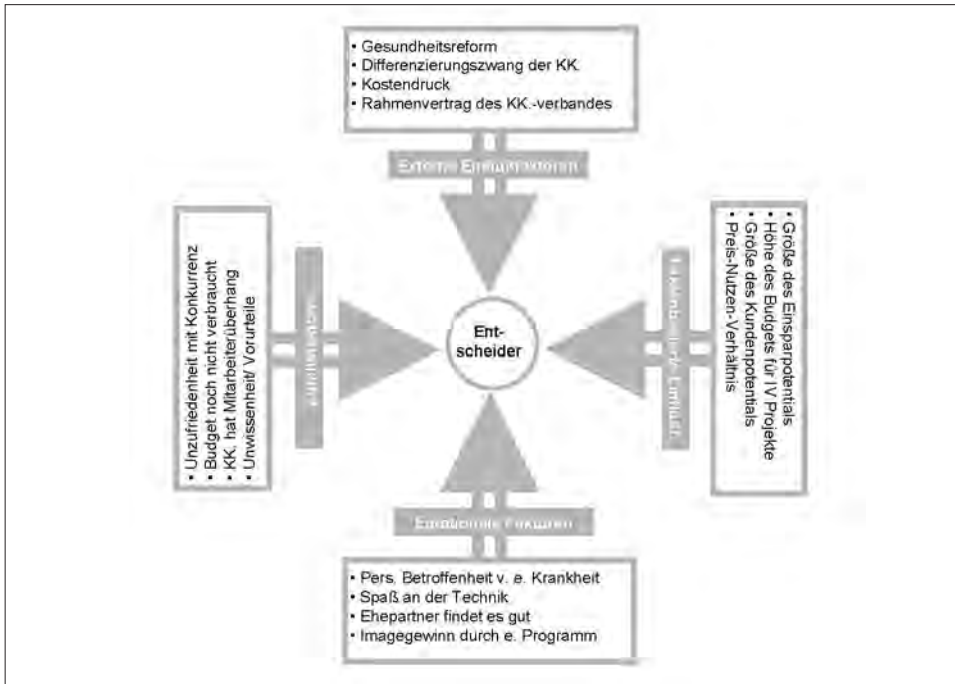 • Gesundheitsreform
• Differenzierungszwang der KK.
• Kostendruck
• Rahmenvertrag des KK.-verbandes
Externe Einflußfaktoren
• Unzufriedenheit mit Konkurrenz
• Budget noch nicht verbraucht
• KK. hat Mitarbeiterüberhang
• Unwissenheit/ Vorurteile
Ent-
scheider
• Größe des Einsparpotentials
• Höhe des Budgets für IV Projekte
• Größe des Kundenpotentials
• Preis-Nutzen-Verhältnis
Emotionale Faktoren
• Pers. Betroffenheit v. e. Krankheit
• Spaß an der Technik
• Ehepartner findet es gut
• Imagegewinn durch e. Programm